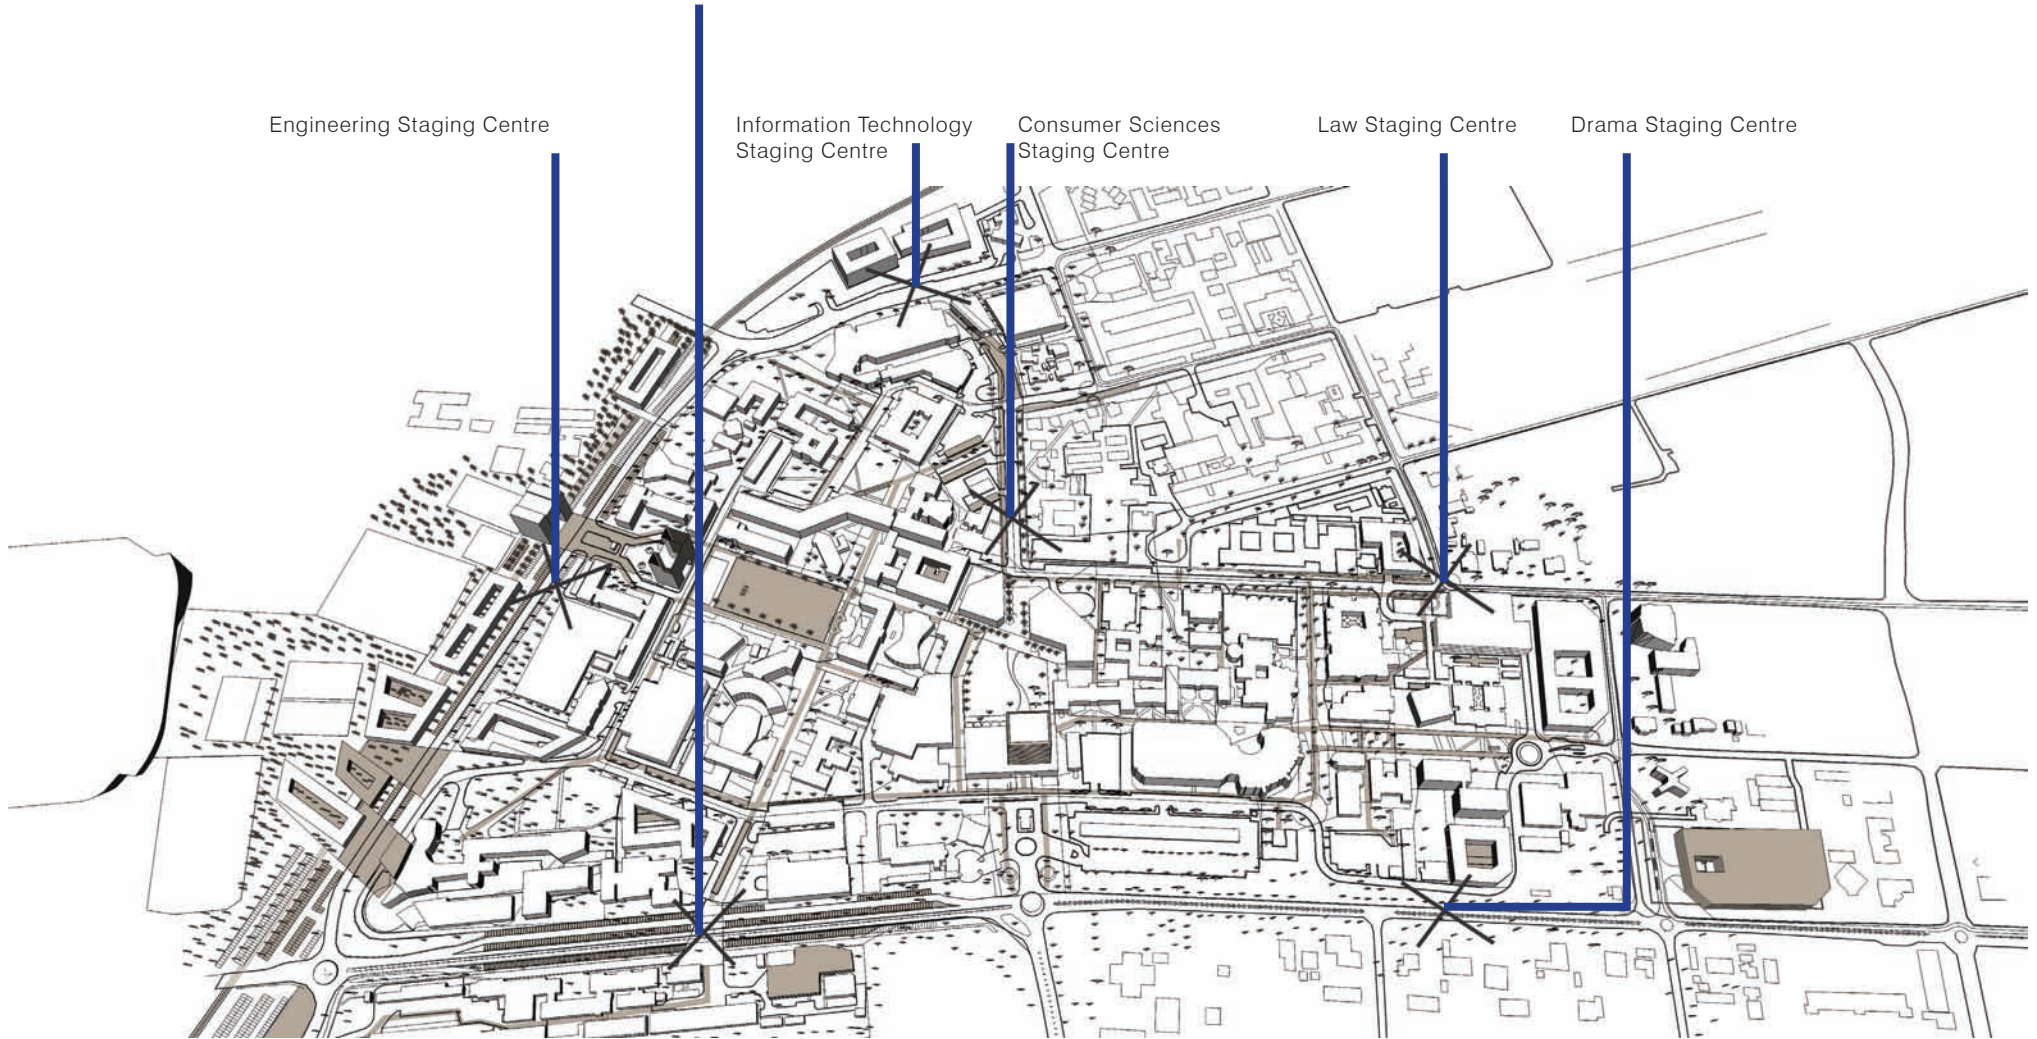 Engineering Staging Centre
Information Technology
Staging Centre
Consumer Sciences
Staging Centre
Law Staging Centre
Drama Staging Centre